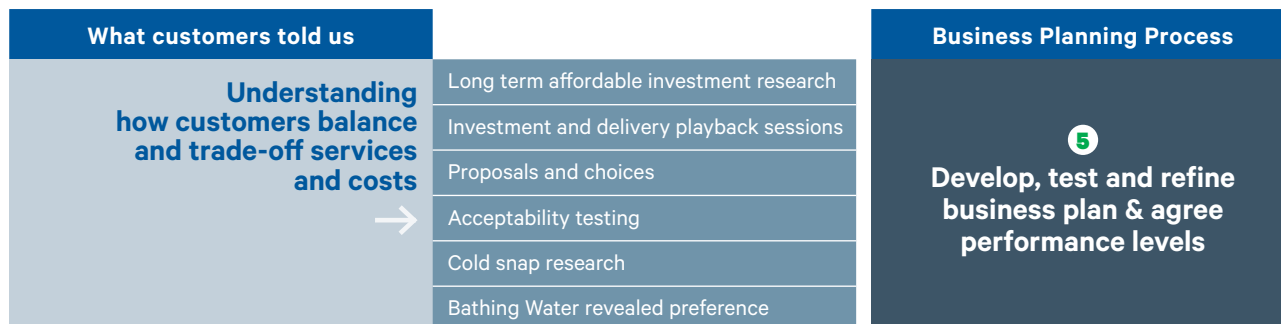 What customers told us
Understanding
how customers balance
and trade-off services
and costs
Long term affordable investment research
Investment and delivery playback sessions
Proposals and choices
Acceptability testing
Cold snap research
Bathing Water revealed preference
Business Planning Process
5
Develop, test and refine
business plan & agree
performance levels